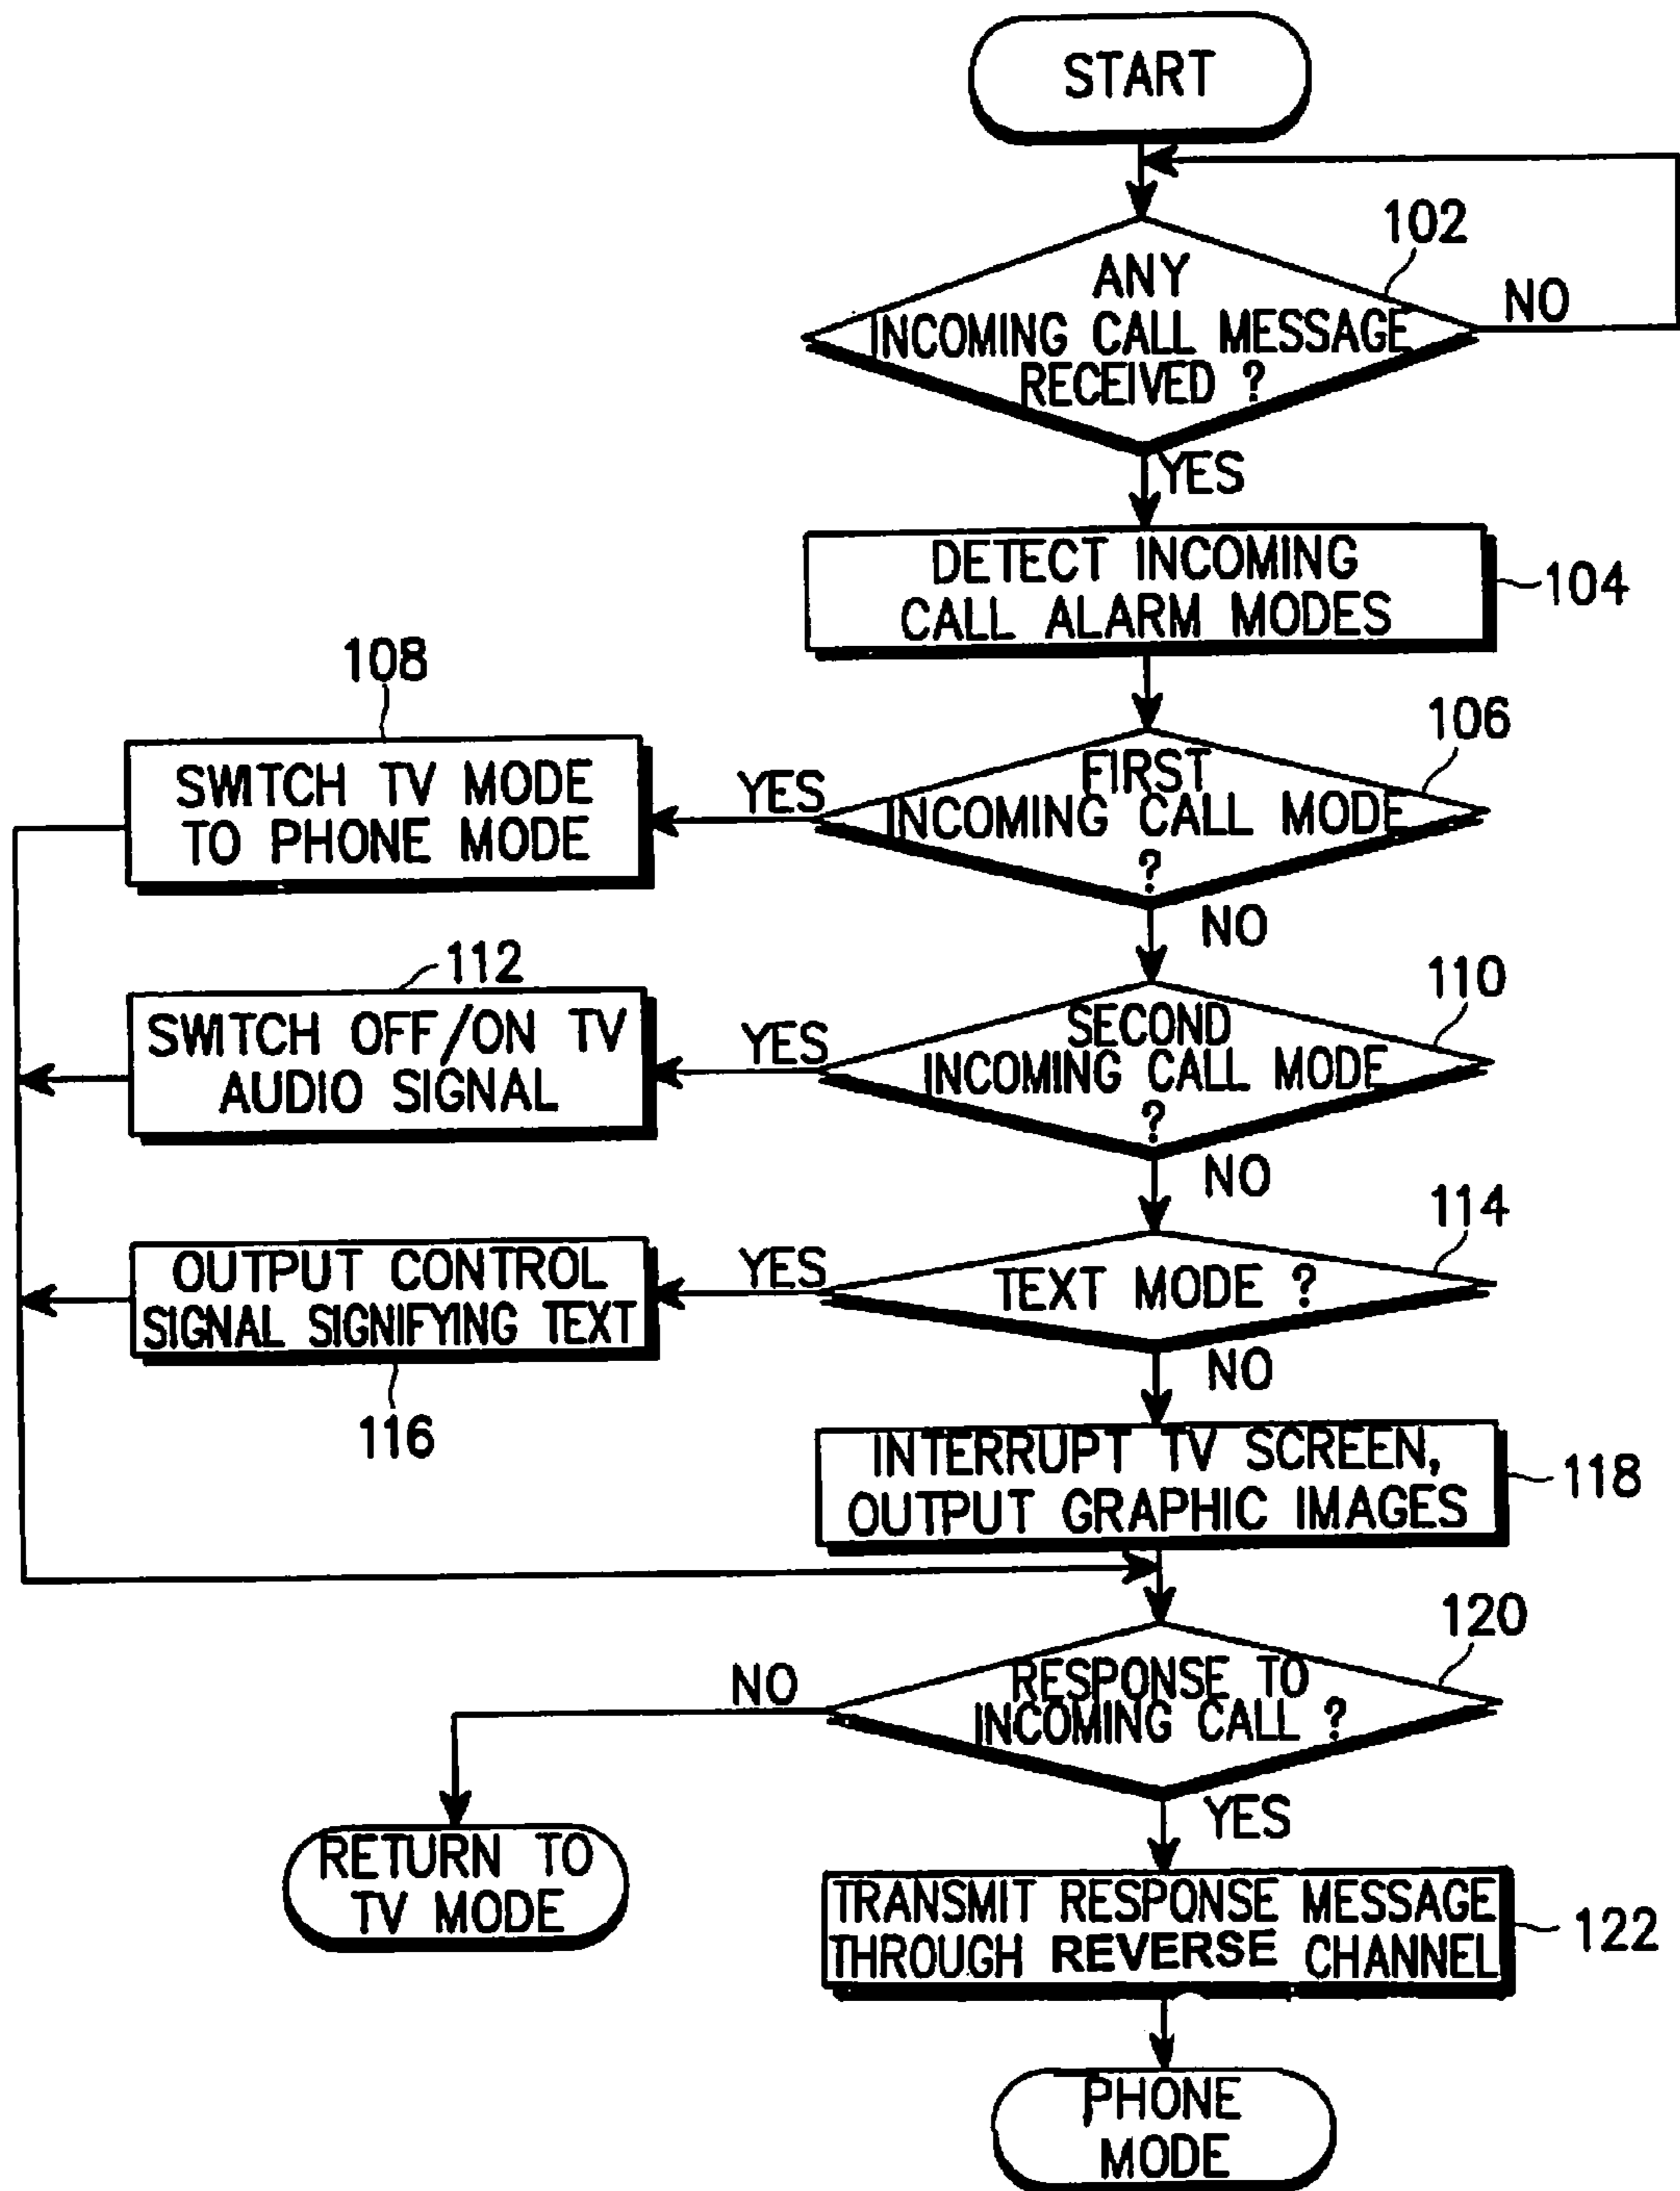 START
102
ANY
INCOMING CALL MESSAGE
RECEIVED ?
NO
YES
DETECT INCOMING
CALL ALARM MODES
104
108
SWITCH TV MODE
TO PHONE MODE
YES
106
FIRST
INCOMING CALL MODE
?
NO
112
SWITCH OFF/ON TV
AUDIO SIGNAL
YES
110
SECOND
INCOMING CALL MODE
?
NO
OUTPUT CONTROL
SIGNAL SIGNIFYING TEXT
116
YES
114
TEXT MODE ?
NO
INTERRUPT TV SCREEN,
OUTPUT GRAPHIC IMAGES
118
120
RESPONSE TO
INCOMING CALL ?
NO
RETURN TO
TV MODE
YES
TRANSMIT RESPONSE MESSAGE
THROUGH REVERSE CHANNEL
122
PHONE
MODE